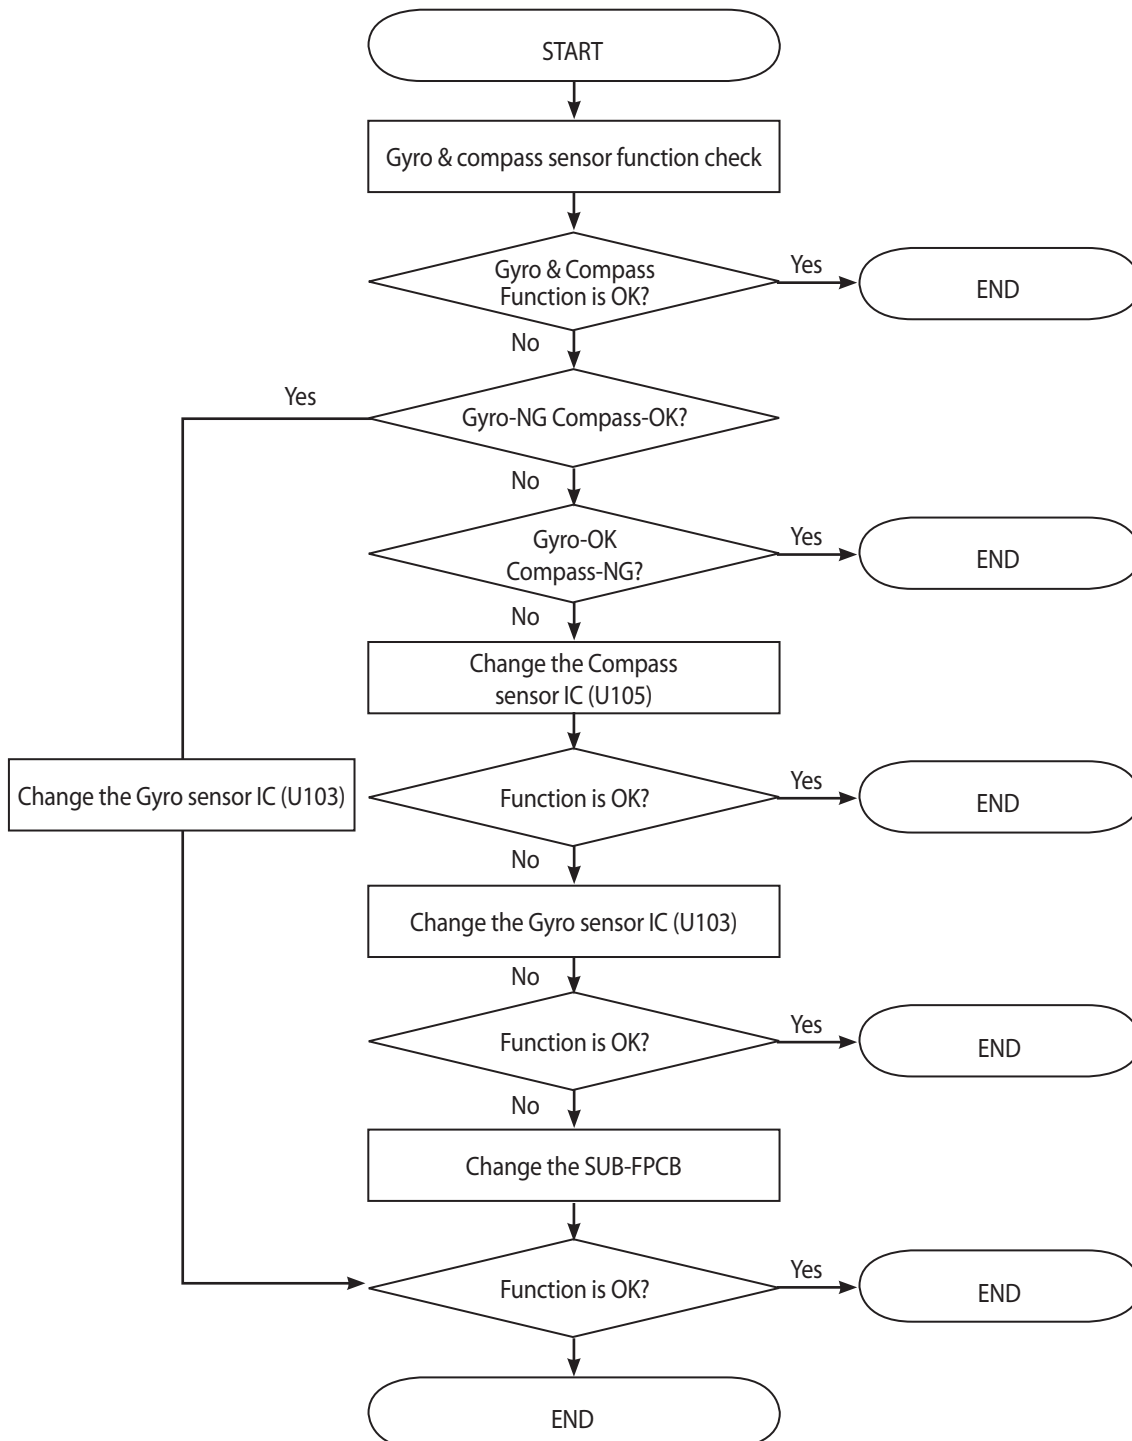 START
Gyro & compass sensor function check
Gyro & Compass
Function is OK?
Yes
END
No
Yes
Gyro-NG Compass-OK?
No
Gyro-OK
Compass-NG?
Yes
END
No
Change the Compass
sensor IC (U105)
Change the Gyro sensor IC (U103)
Function is OK?
Yes
END
No
Change the Gyro sensor IC (U103)
No
Function is OK?
Yes
END
No
Change the SUB-FPCB
Function is OK?
Yes
END
END